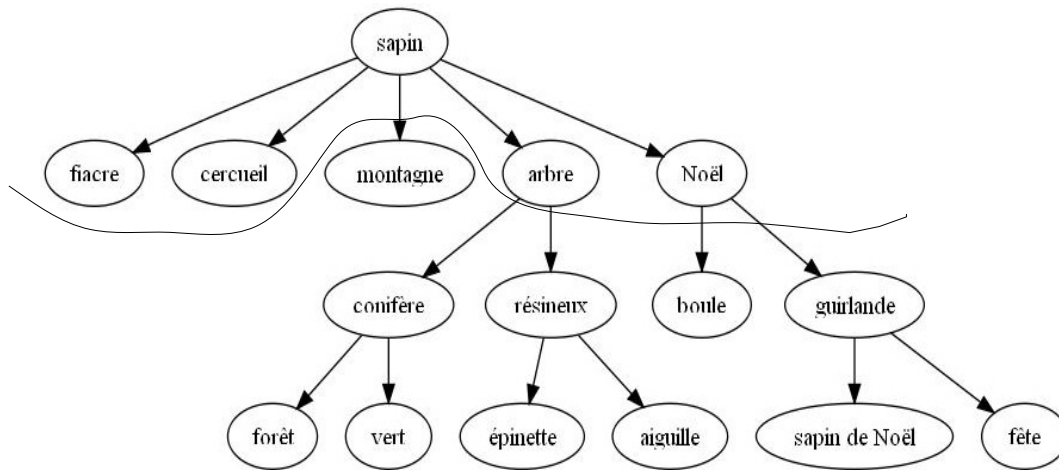 sapin
fiacre cercueil montagne arbre Noël
conifère résineux boule guirlande
forêt vert épinette aiguille sapin de Noël fête